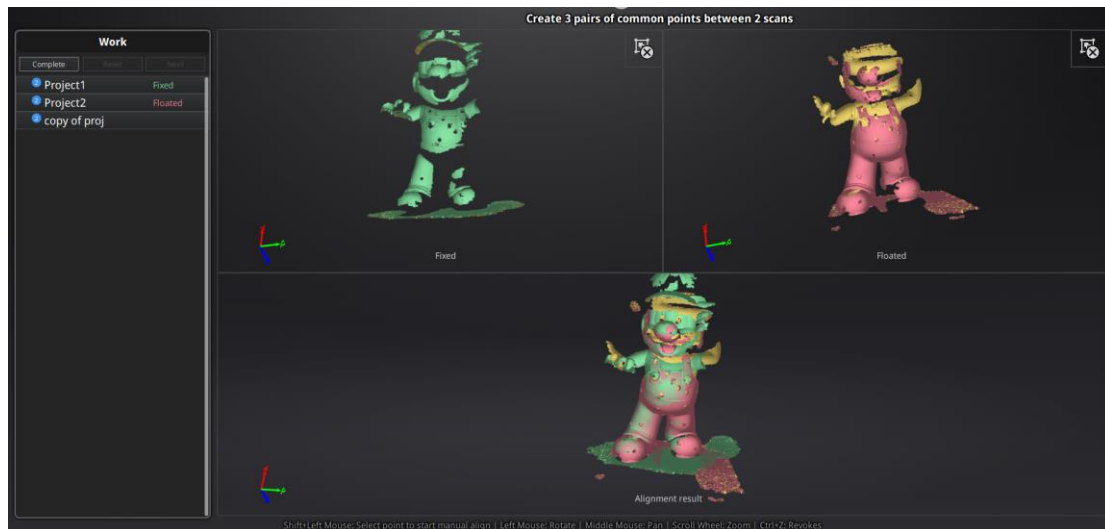 Create 3 pairs of common points between 2 scans
Work
Complete Reset Next
Project1 Fixed
Project2 Floated
copy of proj
Fixed
Floated
Alignment result
Shift+Left Mouse: Select point to start manual align | Left Mouse: Rotate | Middle Mouse: Pan | Scroll Wheel: Zoom | Ctrl+Z: Revokes